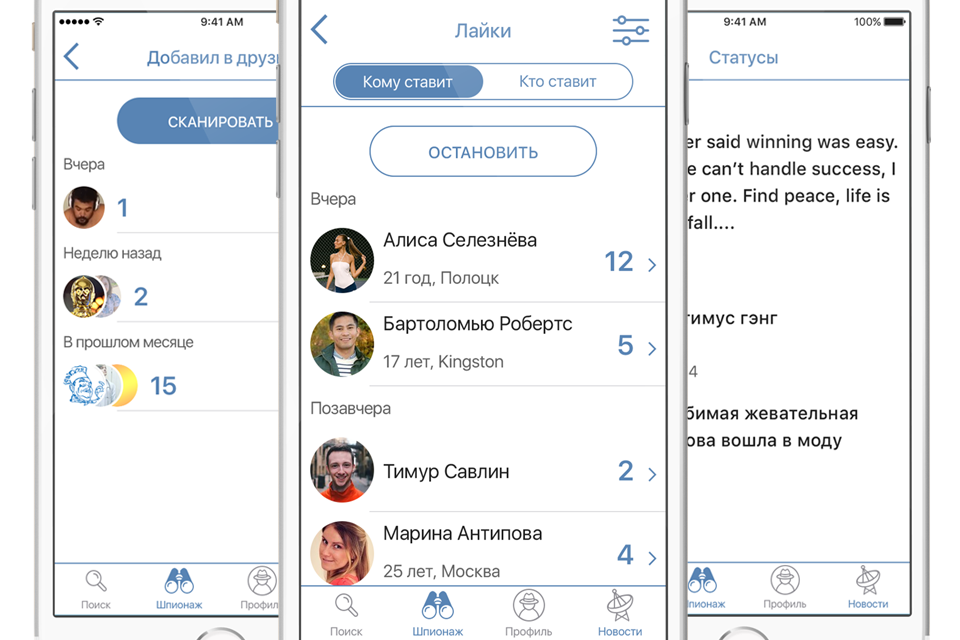 9:41 AM
Добавил в друзь
СКАНИРОВАТЬ
Вчера
1
Неделю назад
2
В прошлом месяце
15
Поиск
Шпионаж
Профил
Лайки
Кому ставит
Кто ставит
ОСТАНОВИТЬ
Вчера
Алиса Селезнёва
12
21 год, Полоцк
Бартоломью Робертс
5
17 лет, Kingston
Позавчера
Тимур Савлин
2
Марина Антипова
4
25 лет, Москва
Поиск
Шпионаж
Профиль
Новости
9:41 AM
100%
Статусы
er said winning was easy.
e can’t handle success, I
r one. Find peace, life is
fall....
тимус гэнг
4
бимая жевательная
ова вошла в моду
пионаж
Профиль
Новости